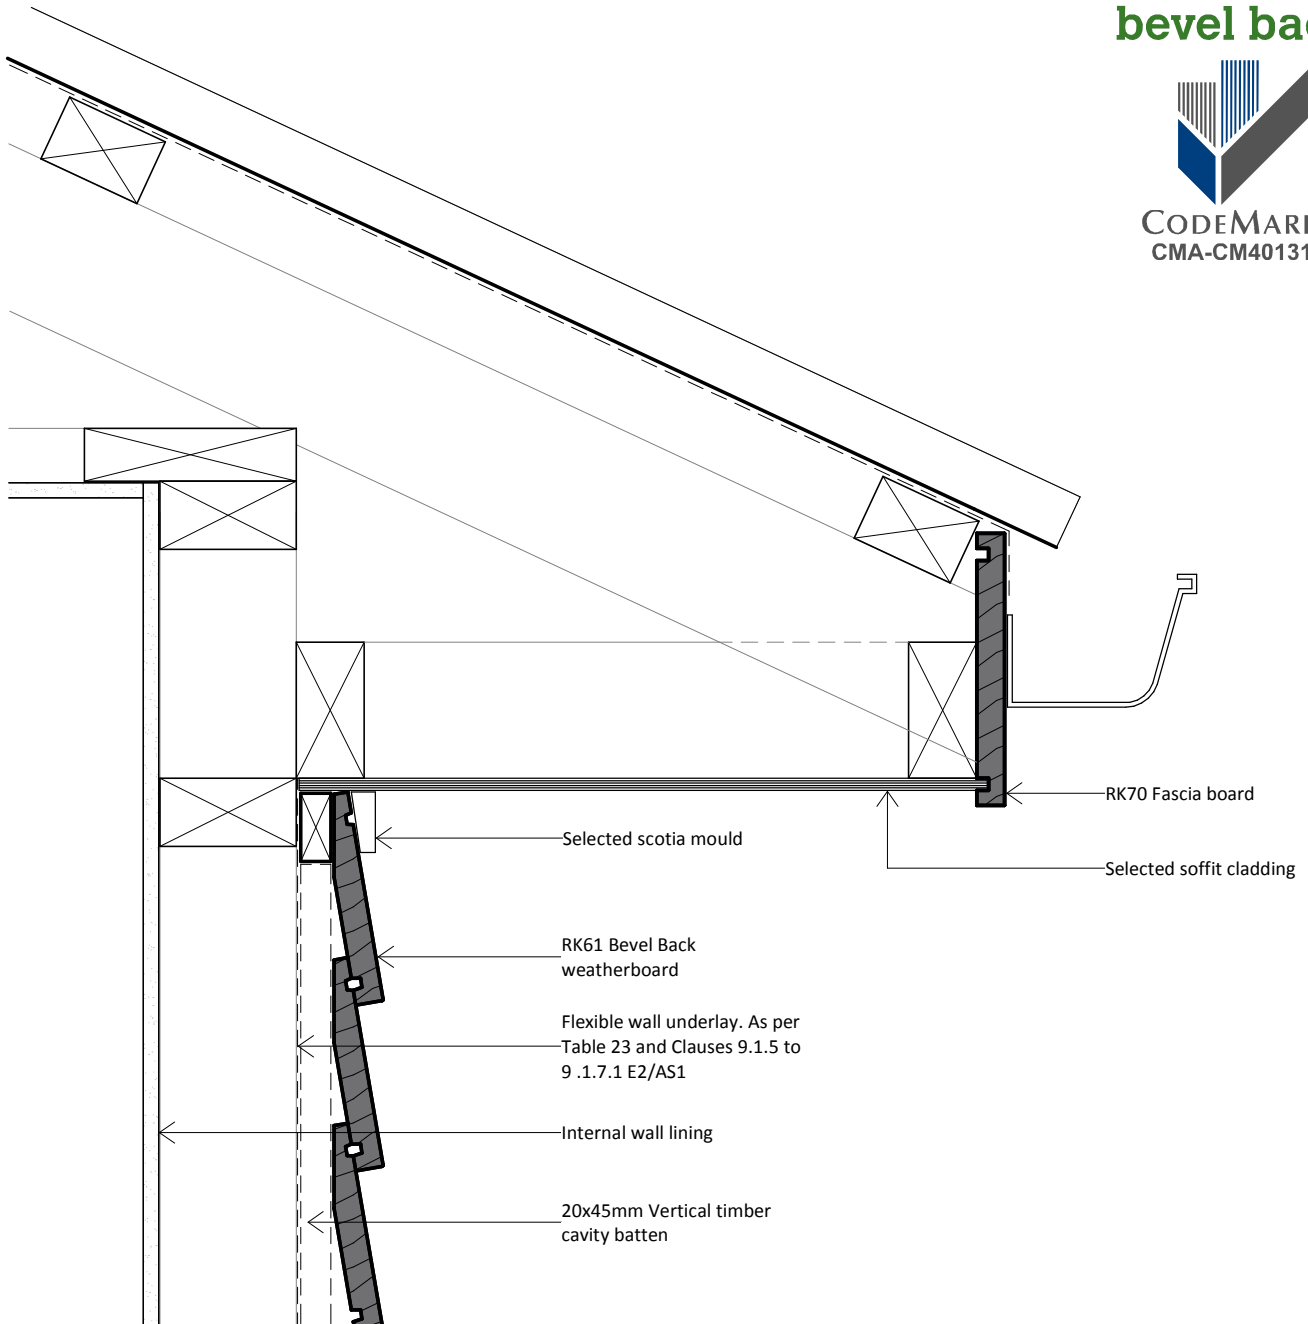 bevel bac
CODEMAR
CMA-CM40131
RK70 Fascia board
Selected scotia mould
Selected soffit cladding
RK61 Bevel Back
weatherboard
Flexible wall underlay. As per
Table 23 and Clauses 9.1.5 to
9 .1.7.1 E2/AS1
Internal wall lining
20x45mm Vertical timber
cavity batten